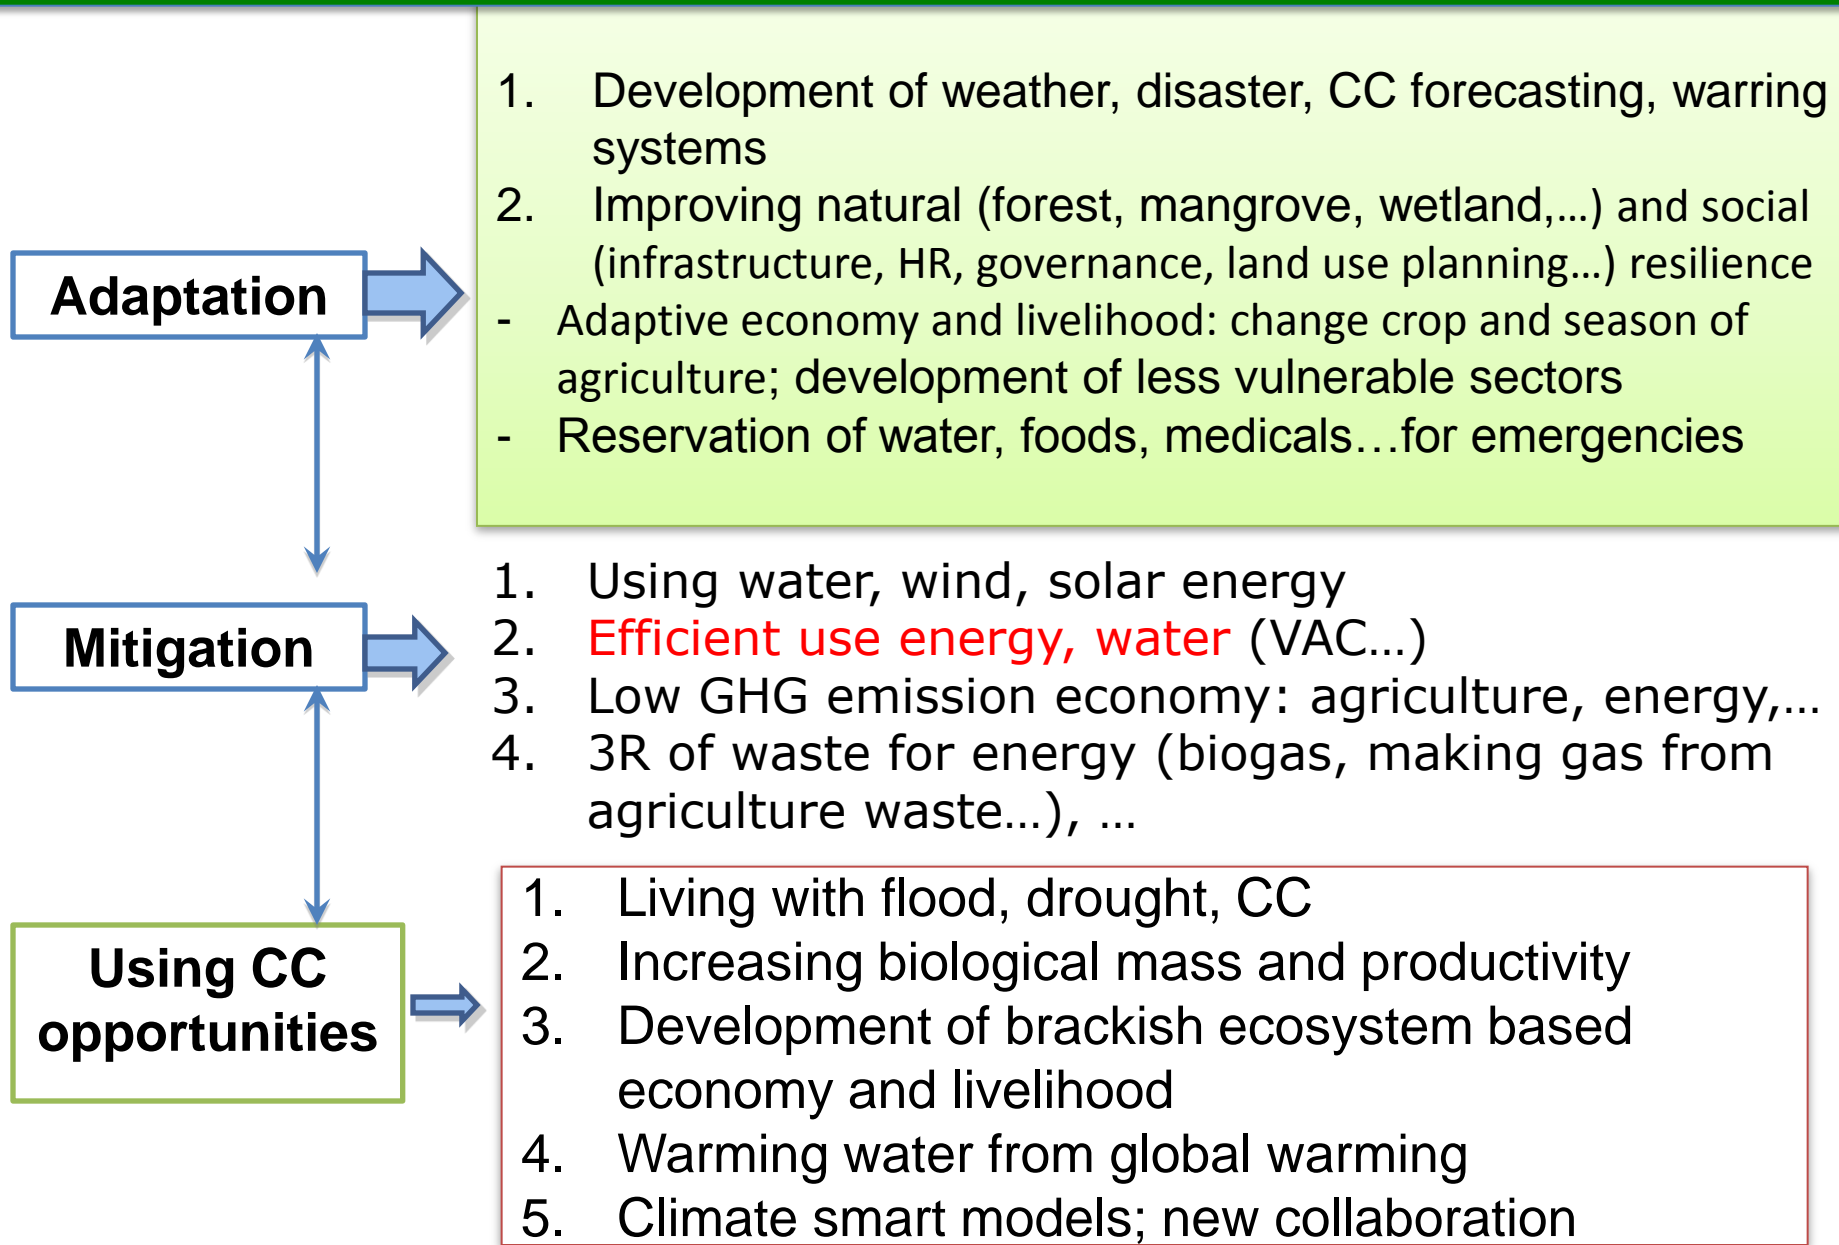 1. Development of weather, disaster, CC forecasting, warring
systems
2. Improving natural (forest, mangrove, wetland,…) and social
(infrastructure, HR, governance, land use planning…) resilience
- Adaptive economy and livelihood: change crop and season of
agriculture; development of less vulnerable sectors
- Reservation of water, foods, medicals…for emergencies
Adaptation
1. Using water, wind, solar energy
2. Efficient use energy, water (VAC…)
3. Low GHG emission economy: agriculture, energy,…
4. 3R of waste for energy (biogas, making gas from
agriculture waste…), …
Mitigation
1. Living with flood, drought, CC
2. Increasing biological mass and productivity
3. Development of brackish ecosystem based
economy and livelihood
4. Warming water from global warming
5. Climate smart models; new collaboration
Using CC
opportunities